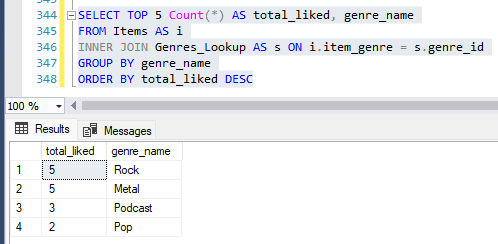 344 SELECT TOP 5 Count(*) AS total_liked, genre_name
345 FROM Items AS i
346 INNER JOIN Genres_Lookup AS s ON i.item_genre = s.genre_id
347 GROUP BY genre_name
348 ORDER BY total_liked DESC
100 %
Results Messages
total_liked genre_name
1 5 Rock
2 5 Metal
3 3 Podcast
4 2 Pop